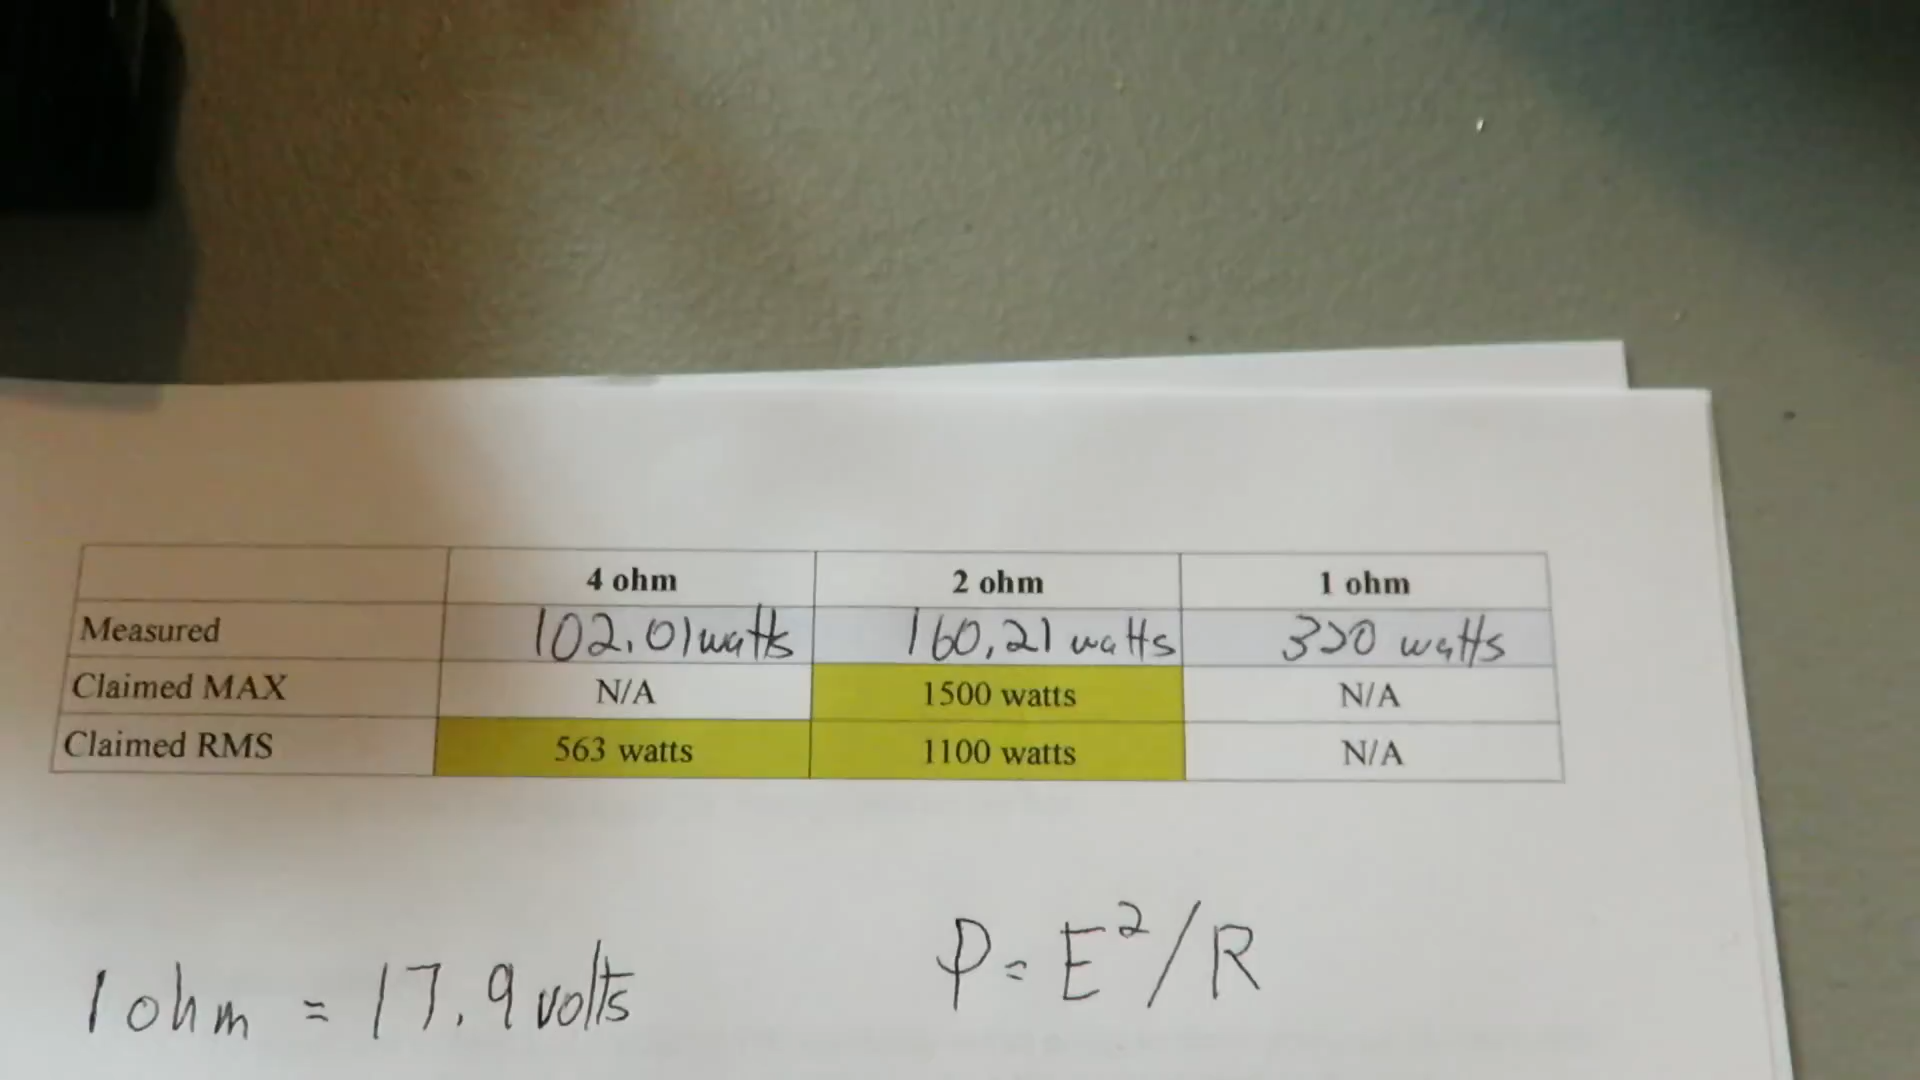 4 ohm 2 ohm 1 ohm
Measured 102.01 watts 160.21 watts 320 watts
Claimed MAX N/A 1500 watts N/A
Claimed RMS 563 watts 1100 watts N/A
P = E²/R
1 ohm = 17.9 volts